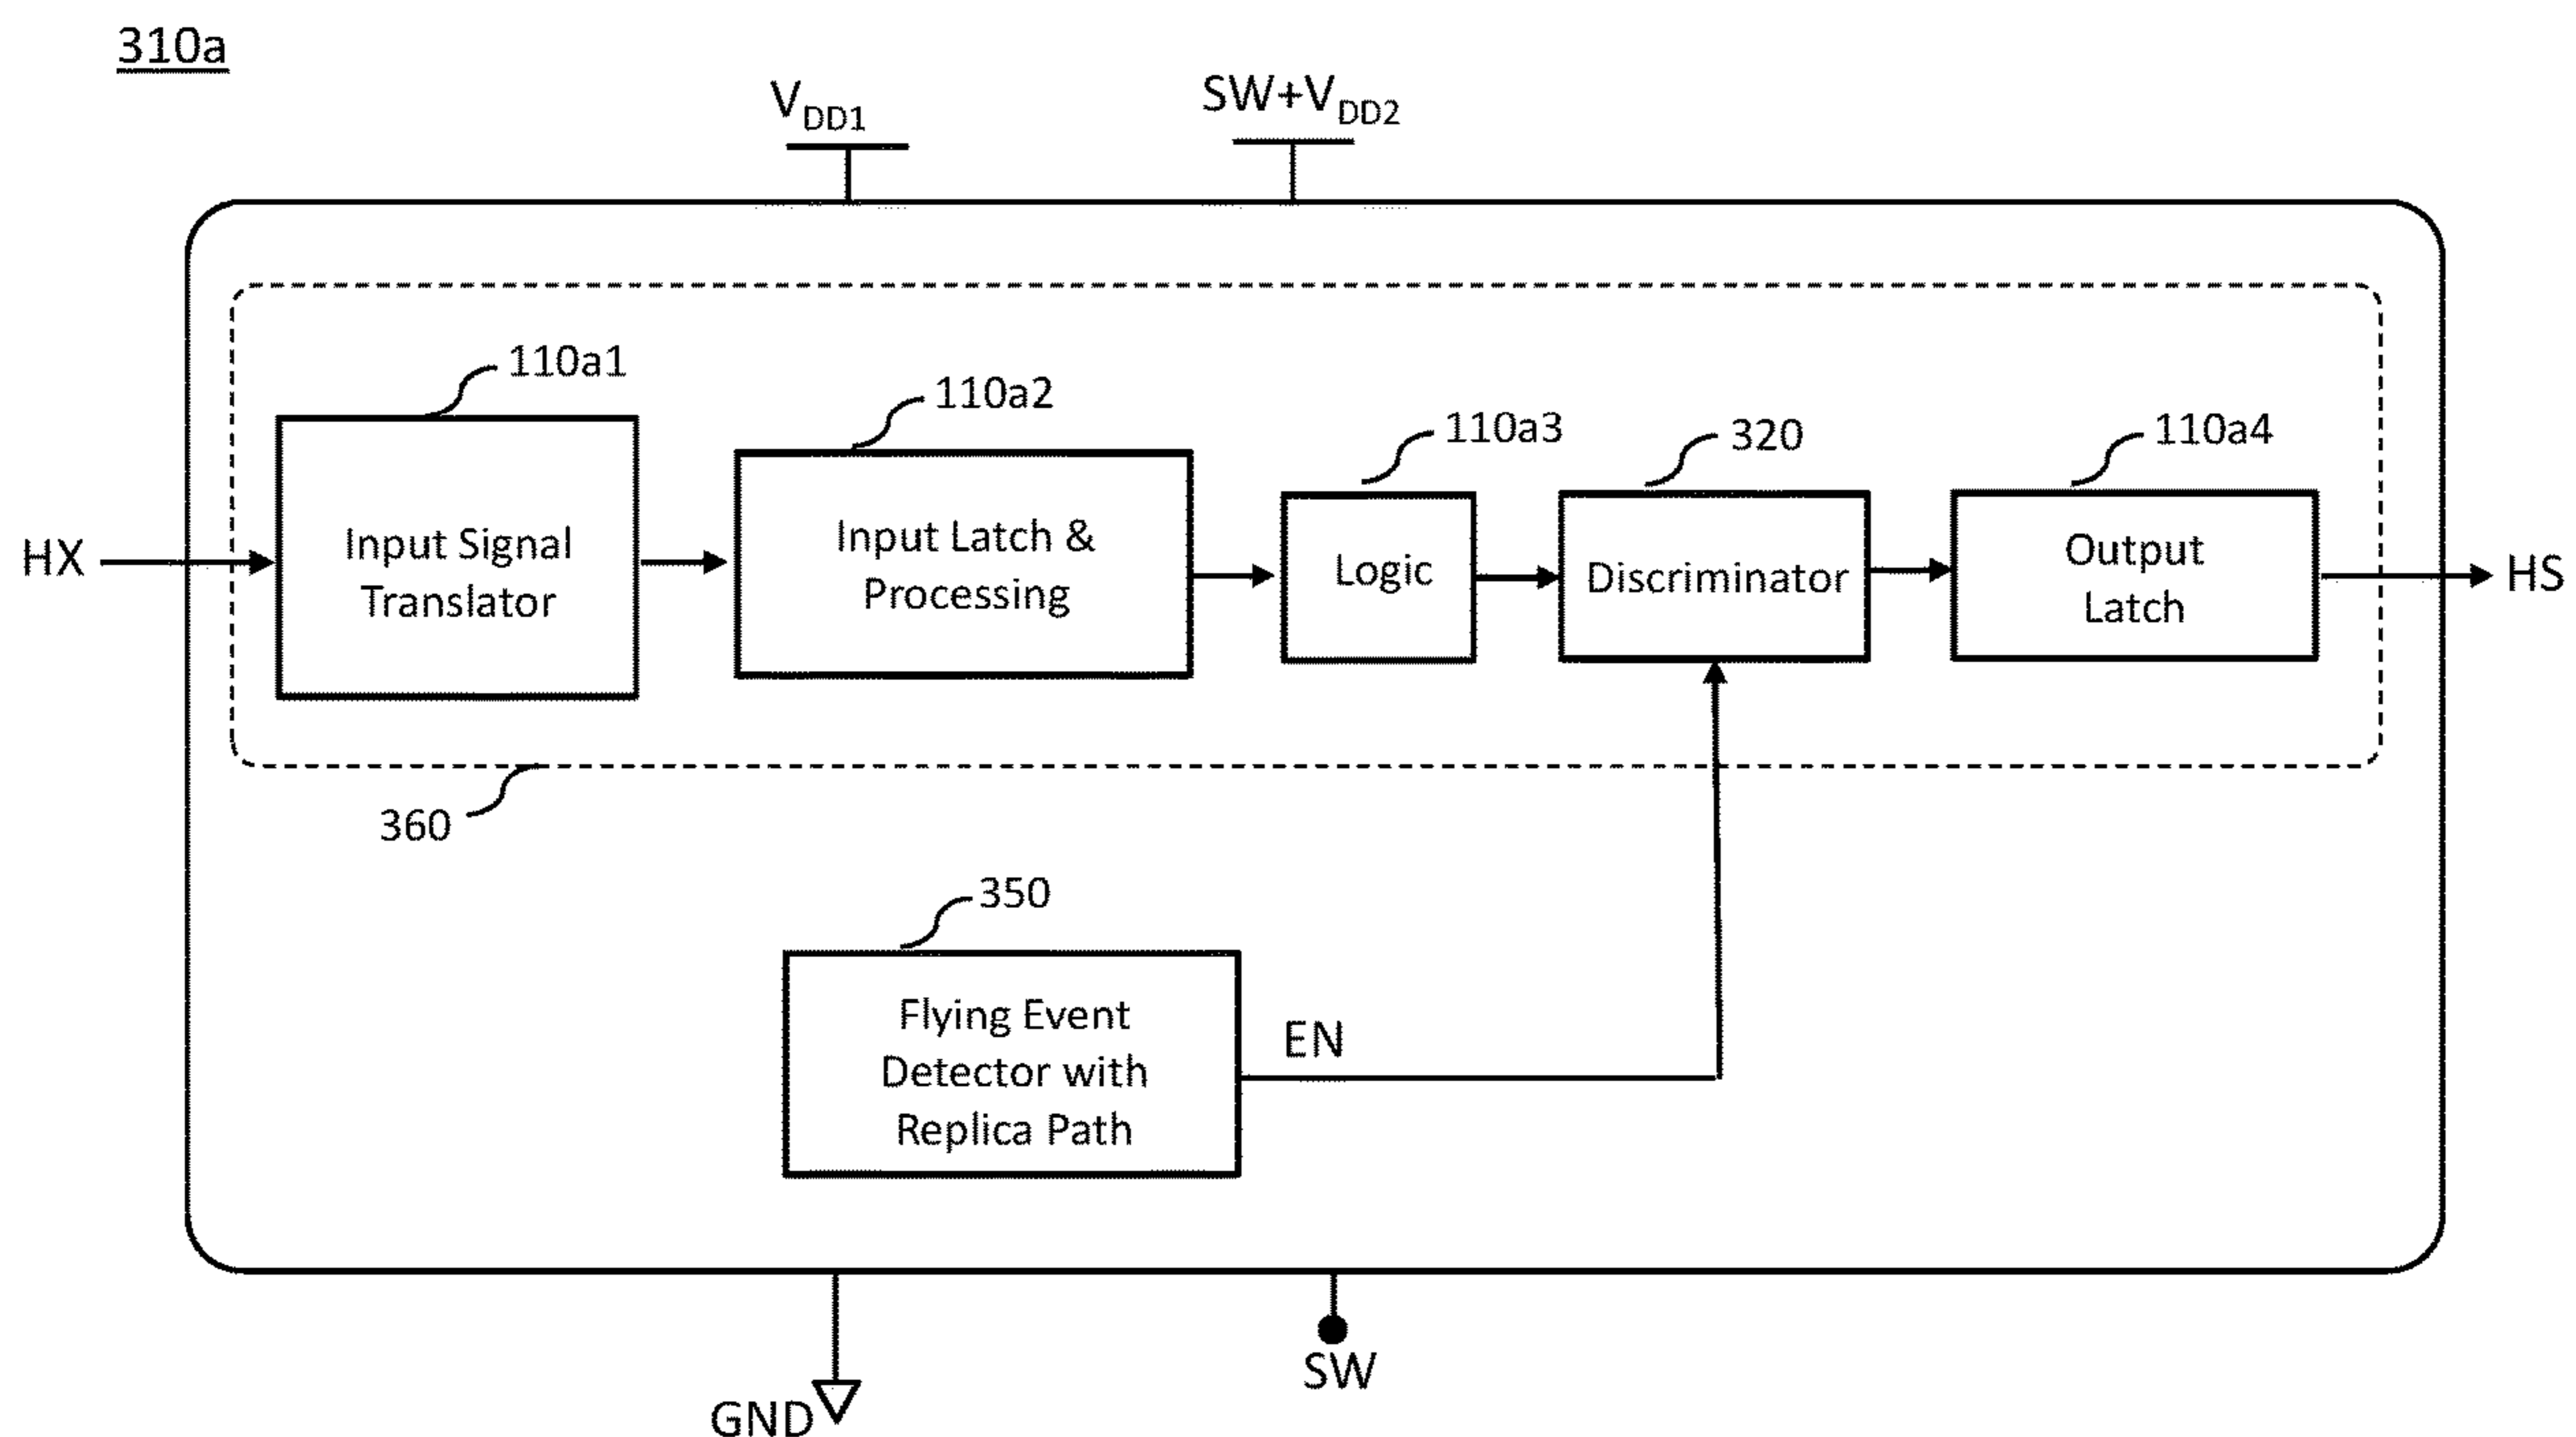 310a
VDD1
SW+VDD2
110a1
110a2
110a3
320
110a4
HX
Input Signal
Translator
Input Latch &
Processing
Logic
Discriminator
Output
Latch
HS
360
350
Flying Event
Detector with
Replica Path
EN
SW
GND